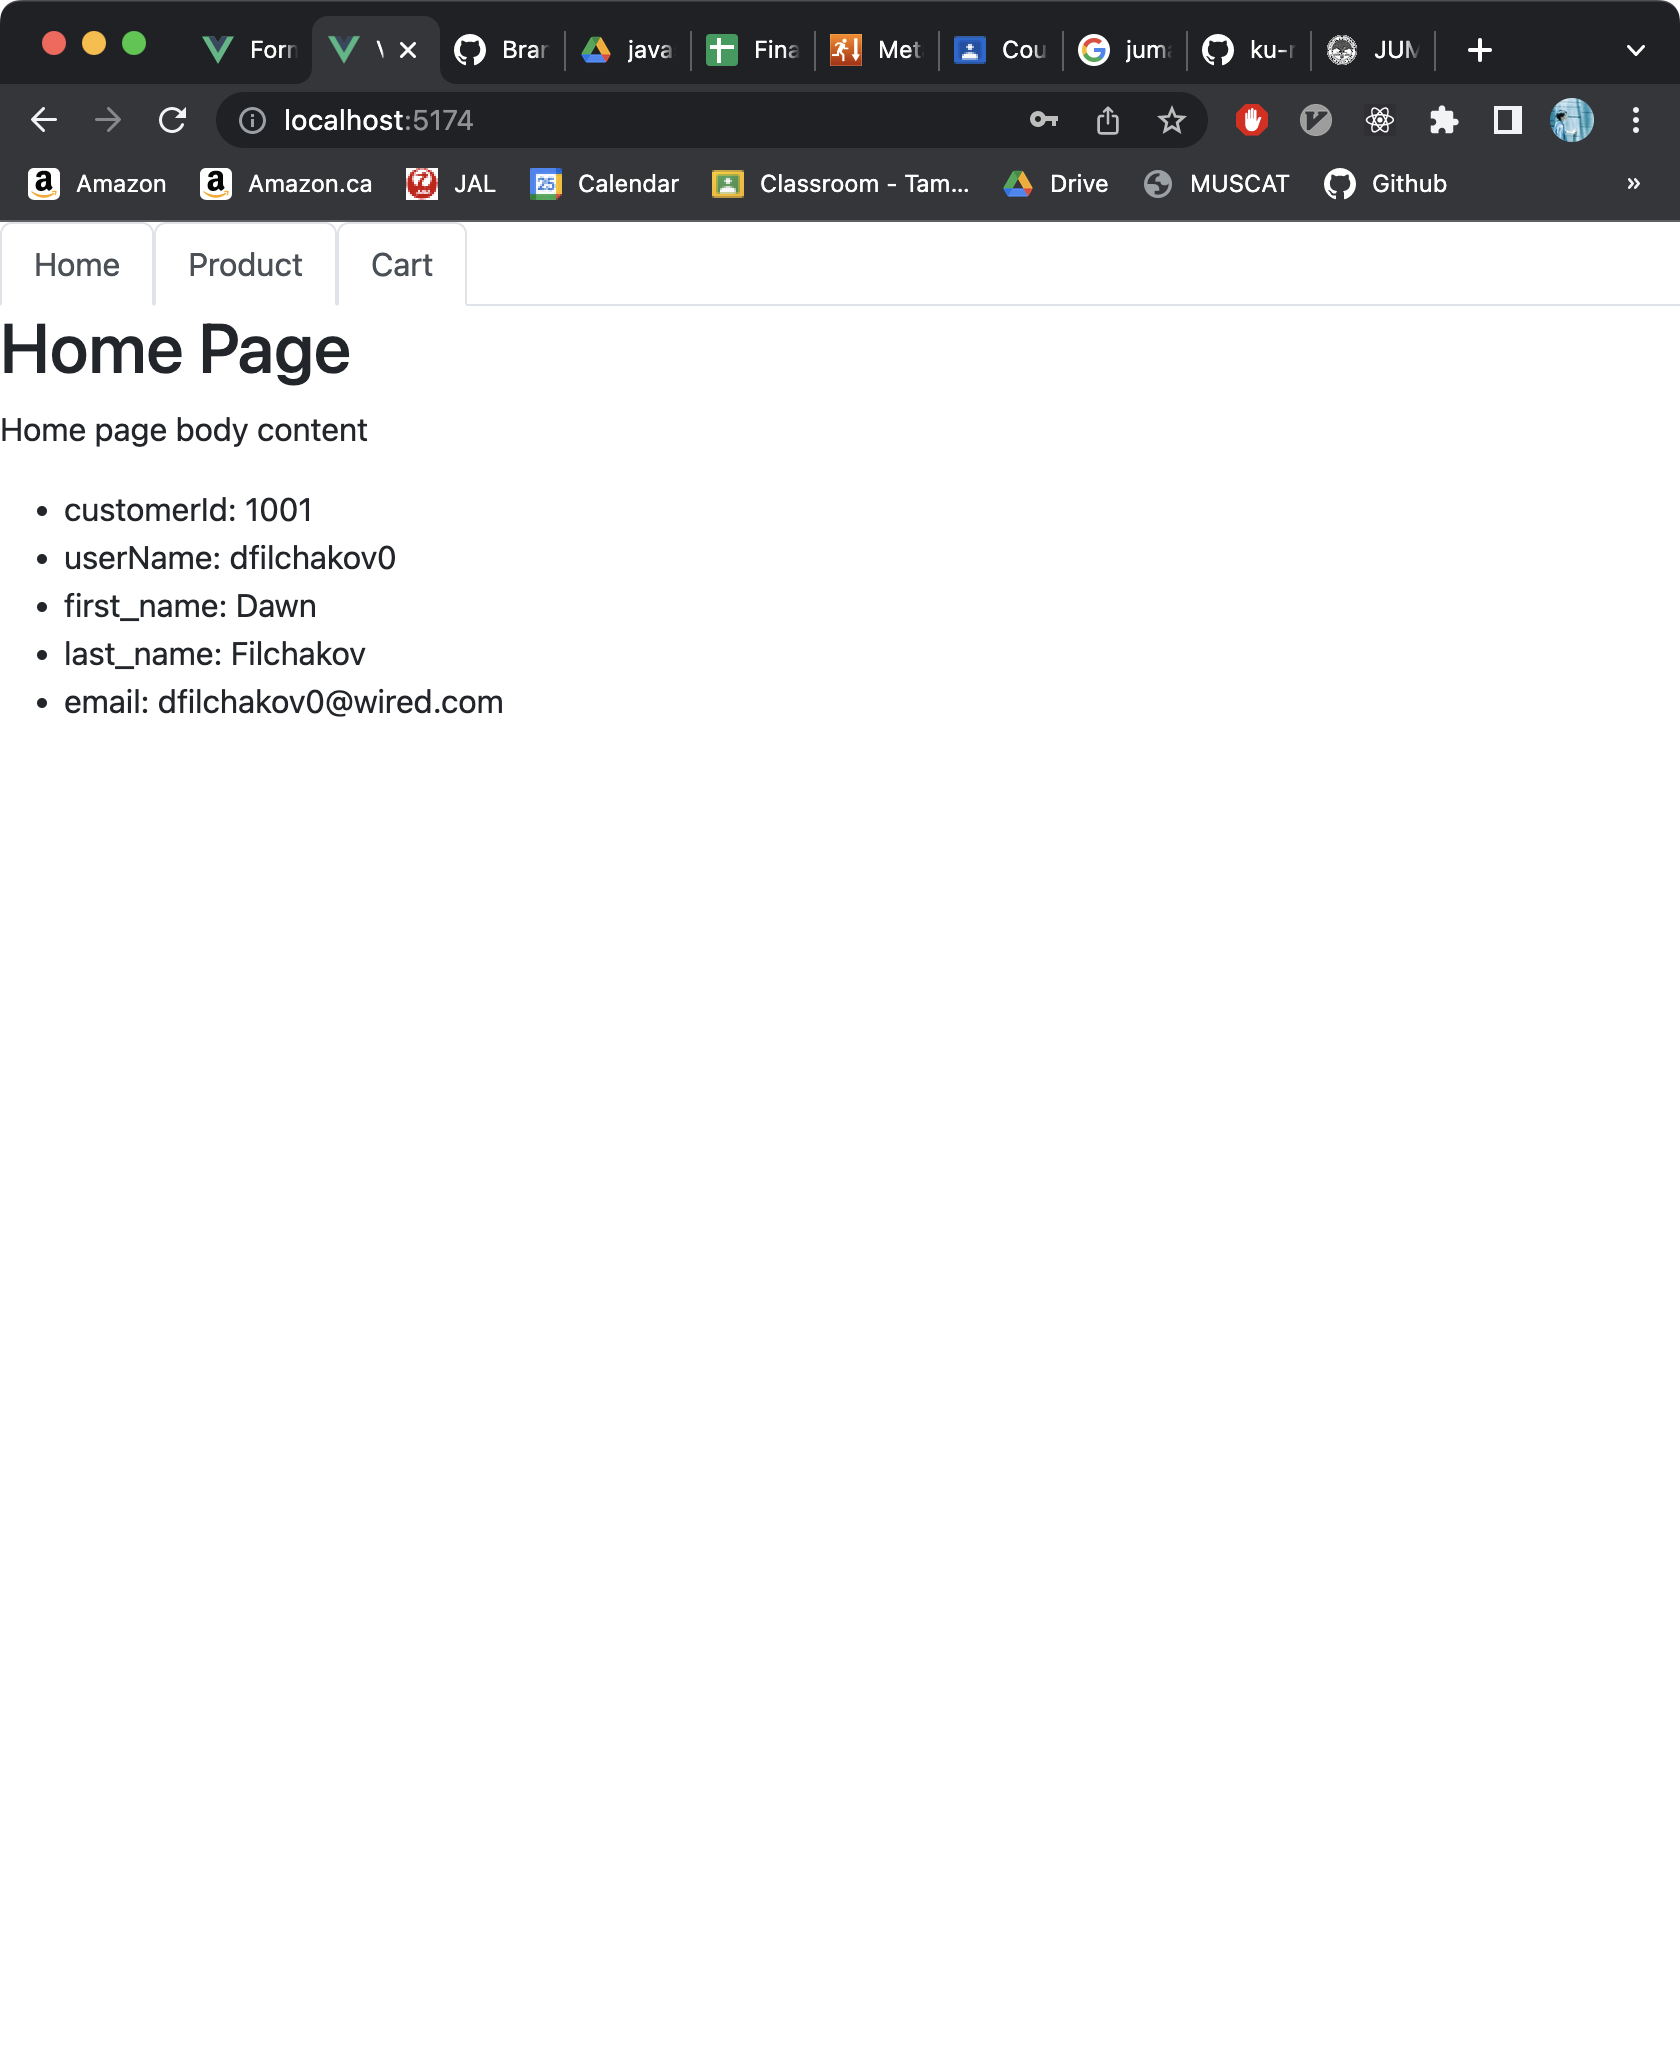 Forn Brar java Fina Met Cou juma ku-r JUM
localhost:5174
Amazon Amazon.ca JAL Calendar Classroom - Tam... Drive MUSCAT Github »
Home Product Cart
Home Page
Home page body content
• customerId: 1001
• userName: dfilchakov0
• first_name: Dawn
• last_name: Filchakov
• email: dfilchakov0@wired.com